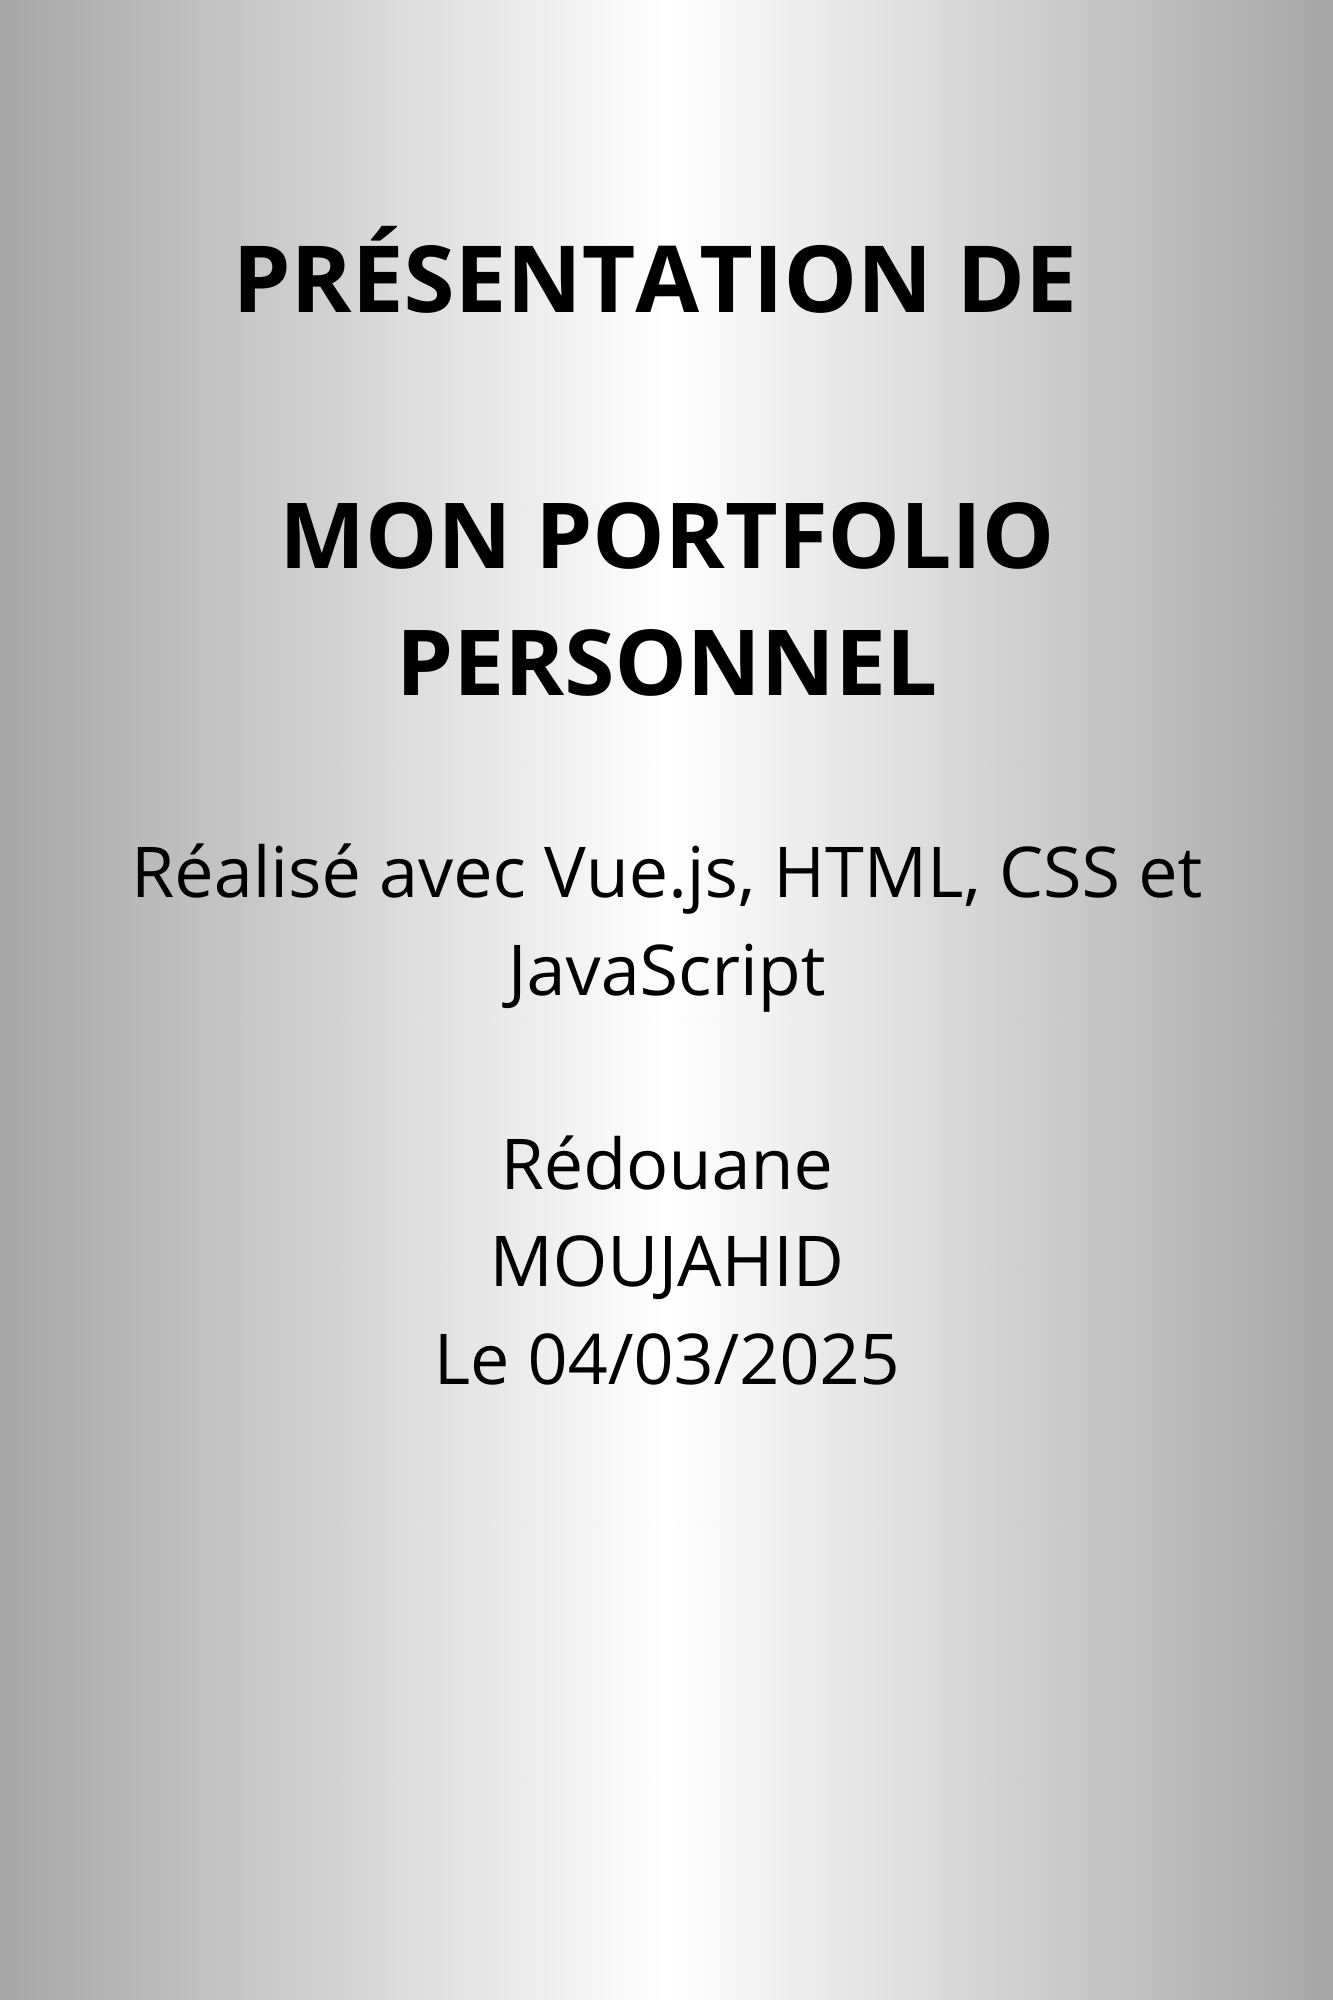 PRÉSENTATION DE
MON PORTFOLIO
PERSONNEL
Réalisé avec Vue.js, HTML, CSS et
JavaScript
Rédouane
MOUJAHID
Le 04/03/2025